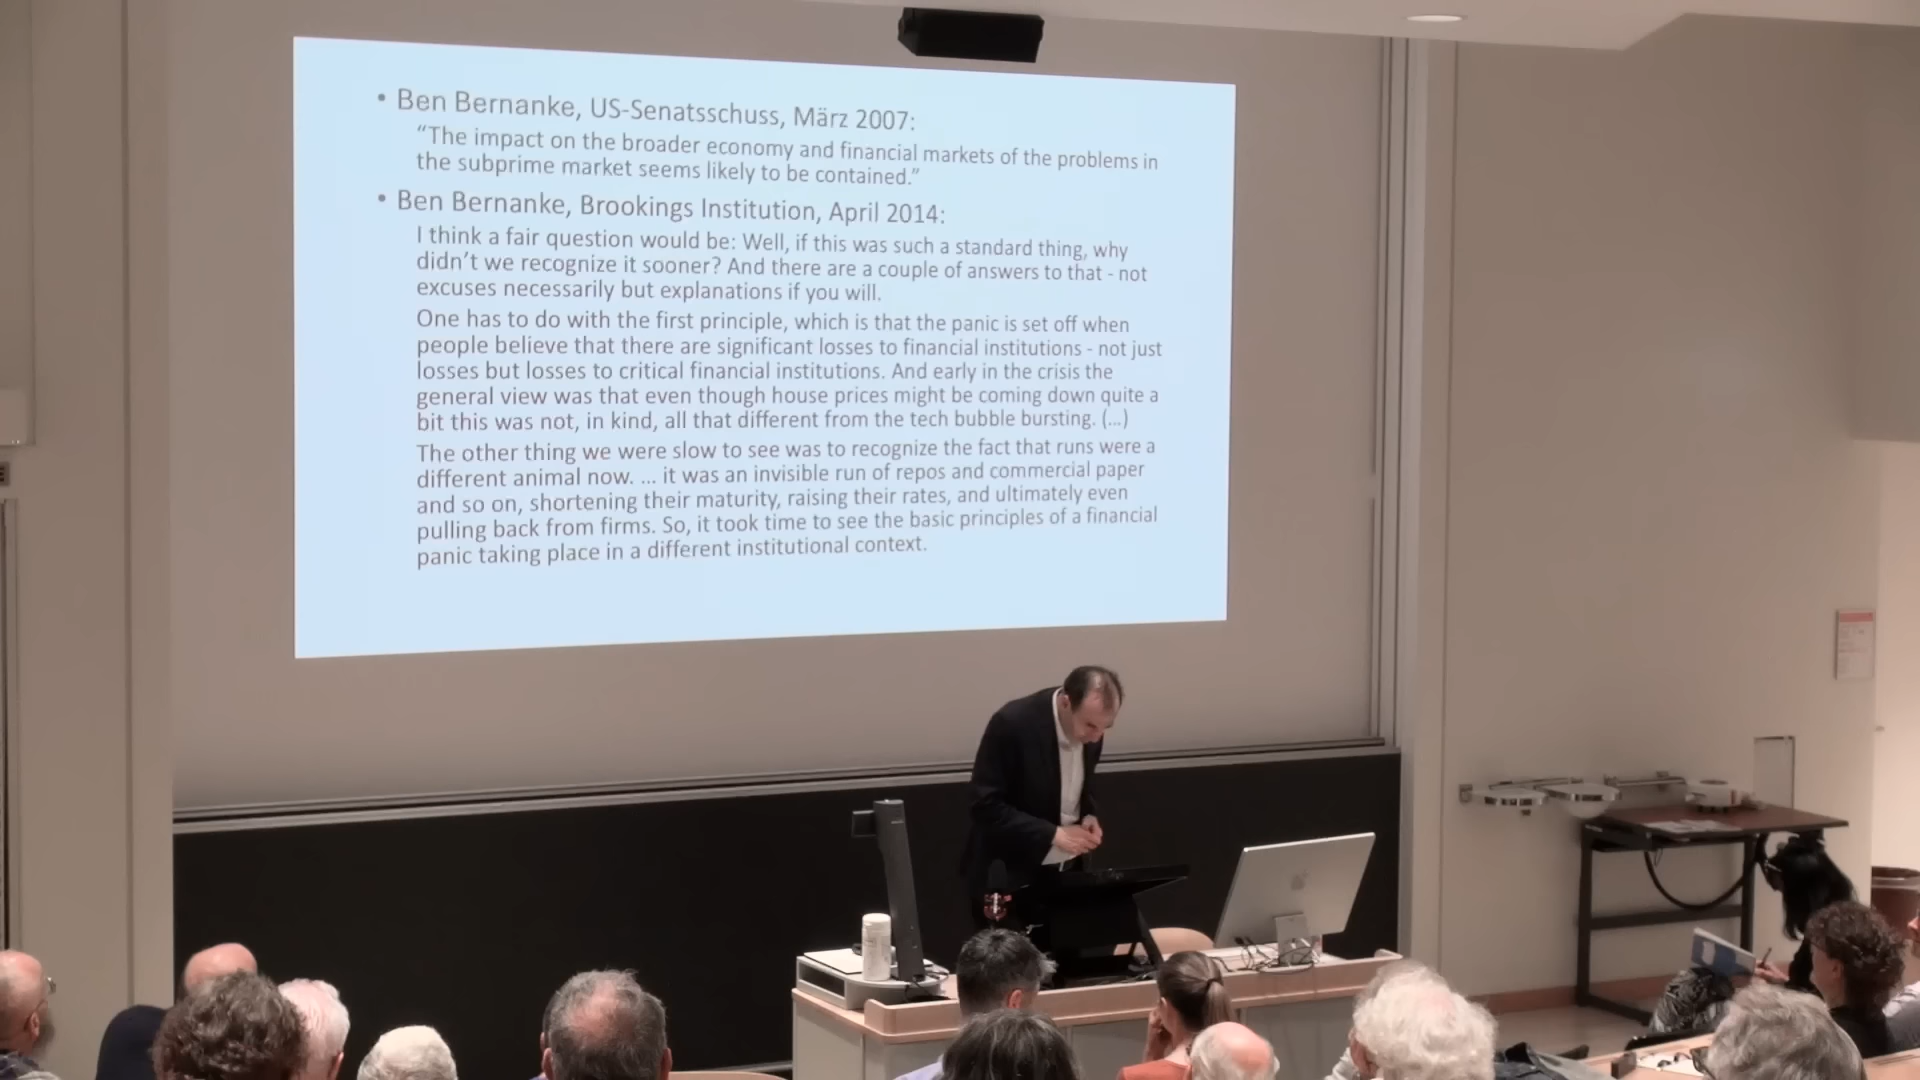 • Ben Bernanke, US-Senatsschuss, März 2007:
“The impact on the broader economy and financial markets of the problems in
the subprime market seems likely to be contained.”
• Ben Bernanke, Brookings Institution, April 2014:
I think a fair question would be: Well, if this was such a standard thing, why
didn’t we recognize it sooner? And there are a couple of answers to that - not
excuses necessarily but explanations if you will.
One has to do with the first principle, which is that the panic is set off when
people believe that there are significant losses to financial institutions - not just
losses but losses to critical financial institutions. And early in the crisis the
general view was that even though house prices might be coming down quite a
bit this was not, in kind, all that different from the tech bubble bursting. (...)
The other thing we were slow to see was to recognize the fact that runs were a
different animal now. ... it was an invisible run of repos and commercial paper
and so on, shortening their maturity, raising their rates, and ultimately even
pulling back from firms. So, it took time to see the basic principles of a financial
panic taking place in a different institutional context.